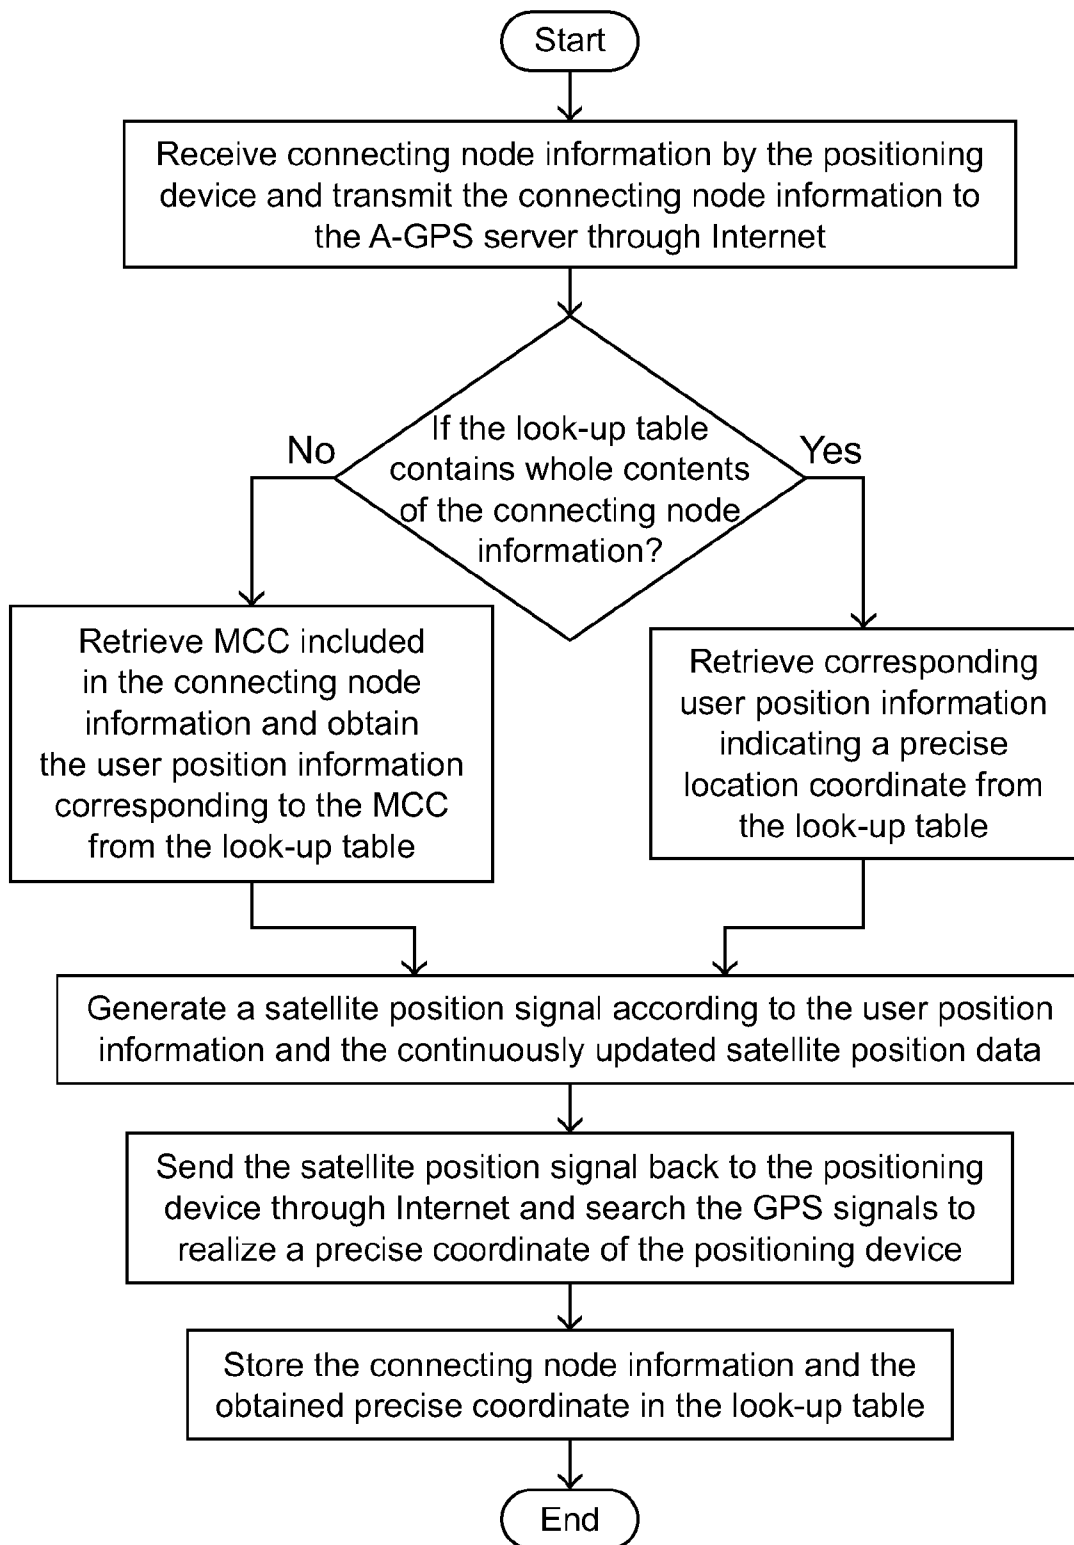 Start
Receive connecting node information by the positioning
device and transmit the connecting node information to
the A-GPS server through Internet
If the look-up table
contains whole contents
of the connecting node
information?
No
Yes
Retrieve MCC included
in the connecting node
information and obtain
the user position information
corresponding to the MCC
from the look-up table
Retrieve corresponding
user position information
indicating a precise
location coordinate from
the look-up table
Generate a satellite position signal according to the user position
information and the continuously updated satellite position data
Send the satellite position signal back to the positioning
device through Internet and search the GPS signals to
realize a precise coordinate of the positioning device
Store the connecting node information and the
obtained precise coordinate in the look-up table
End